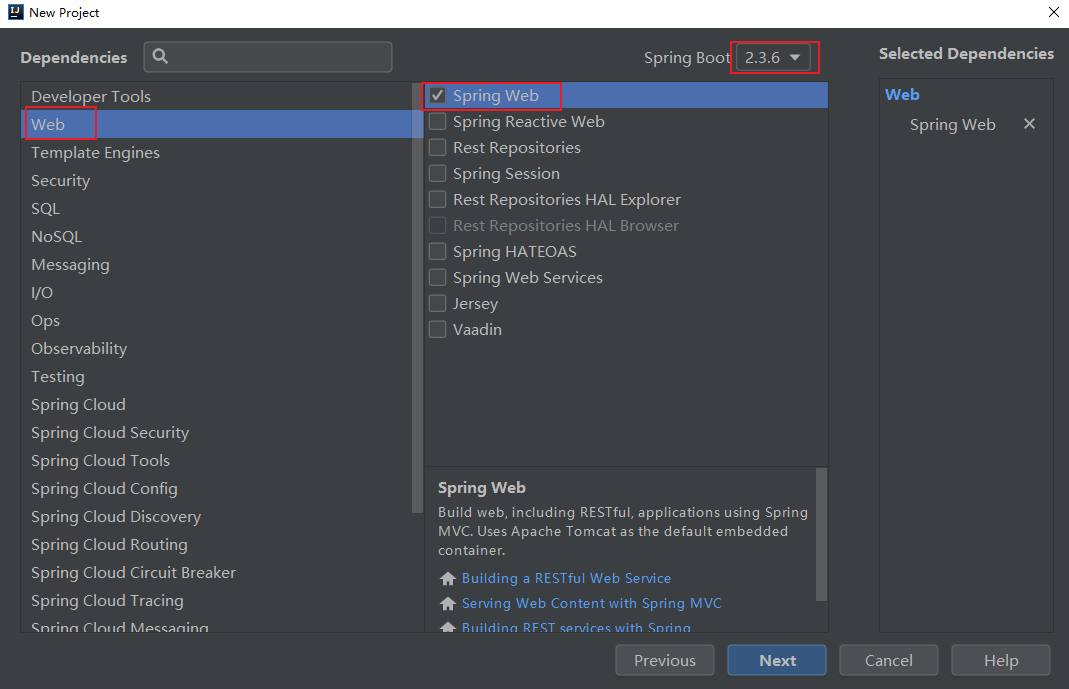 New Project
Dependencies
Spring Boot 2.3.6
Selected Dependencies
Developer Tools
Web
Template Engines
Security
SQL
NoSQL
Messaging
I/O
Ops
Observability
Testing
Spring Cloud
Spring Cloud Security
Spring Cloud Tools
Spring Cloud Config
Spring Cloud Discovery
Spring Cloud Routing
Spring Cloud Circuit Breaker
Spring Cloud Tracing
Spring Cloud Messaging
Spring Web
Spring Reactive Web
Rest Repositories
Spring Session
Rest Repositories HAL Explorer
Rest Repositories HAL Browser
Spring HATEOAS
Spring Web Services
Jersey
Vaadin
Spring Web
Build web, including RESTful, applications using Spring
MVC. Uses Apache Tomcat as the default embedded
container.
Building a RESTful Web Service
Serving Web Content with Spring MVC
Building REST services with Spring
Web
Spring Web
Previous
Next
Cancel
Help